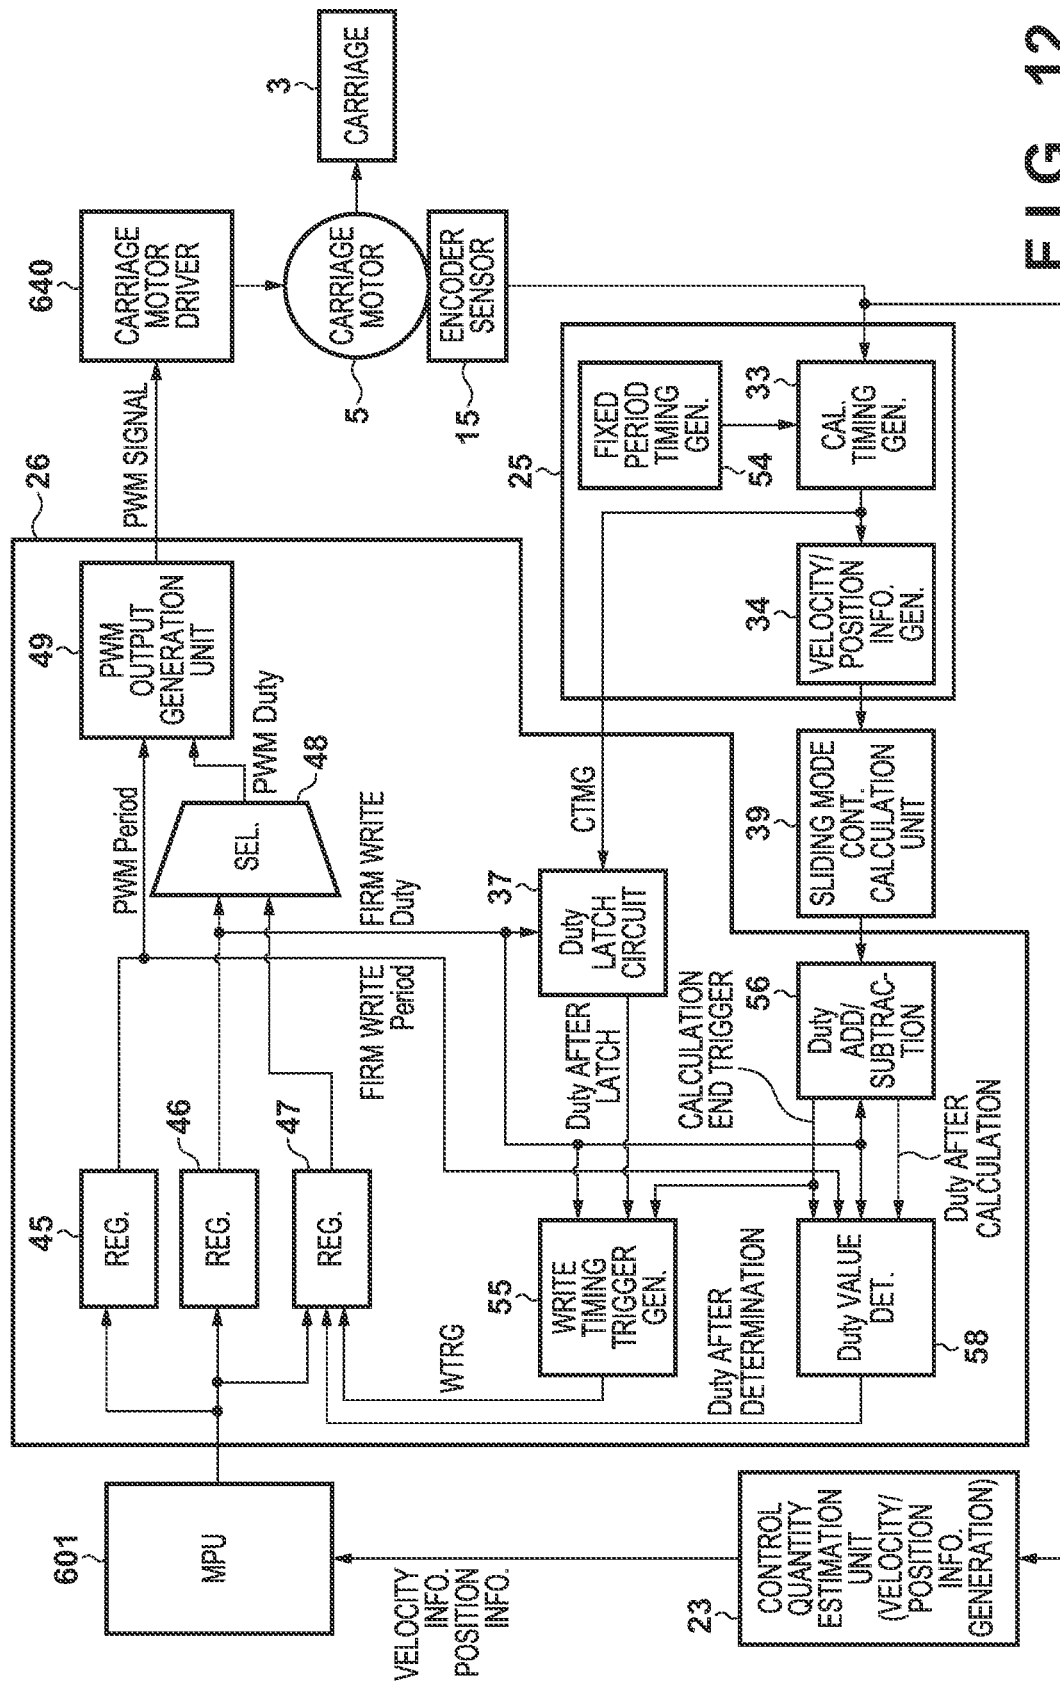 FIG. 12
601
MPU
VELOCITY
INFO.
POSITION
INFO.
23
CONTROL
QUANTITY
ESTIMATION
UNIT
(VELOCITY/
POSITION
INFO.
GENERATION)
26
45
REG.
46
REG.
47
REG.
WTRG
Duty AFTER
DETERMINATION
PWM Period
FIRM WRITE
Duty
FIRM WRITE
Period
48
SEL.
PWM Duty
49
PWM
OUTPUT
GENERATION
UNIT
PWM SIGNAL
55
WRITE
TIMING
TRIGGER
GEN.
58
Duty VALUE
DET.
Duty AFTER
LATCH
CALCULATION
END TRIGGER
Duty AFTER
CALCULATION
37
Duty
LATCH
CIRCUIT
CTMG
56
Duty
ADD/
SUBTRAC-
TION
39
SLIDING MODE
CONT.
CALCULATION
UNIT
25
34
VELOCITY/
POSITION
INFO.
GEN.
54
FIXED
PERIOD
TIMING
GEN.
33
CAL.
TIMING
GEN.
640
CARRIAGE
MOTOR
DRIVER
5
CARRIAGE
MOTOR
15
ENCODER
SENSOR
3
CARRIAGE